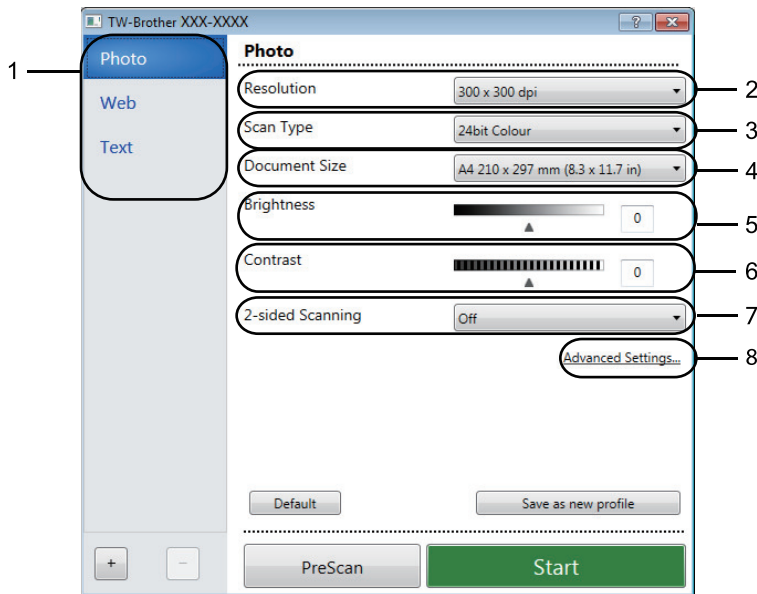 TW-Brother XXX-XXXX
?
Photo
Web
Text
Photo
Resolution 300 x 300 dpi
Scan Type 24bit Colour
Document Size A4 210 x 297 mm (8.3 x 11.7 in)
Brightness 0
Contrast 0
2-sided Scanning Off
Advanced Settings...
Default Save as new profile
+ − PreScan Start
1
2
3
4
5
6
7
8